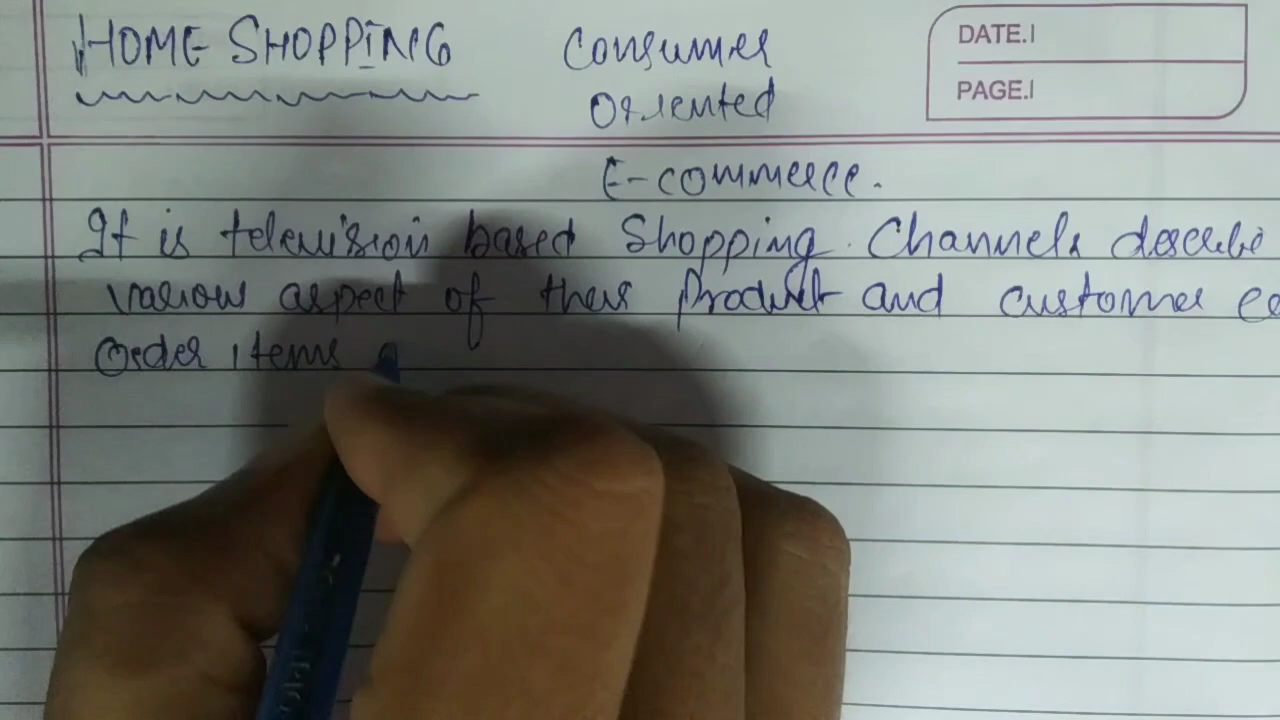 HOME SHOPPING Consumer DATE.
Oriented PAGE.
E-commerce.
It is television based Shopping. Channels describe
various aspect of their Product and customer
Order items